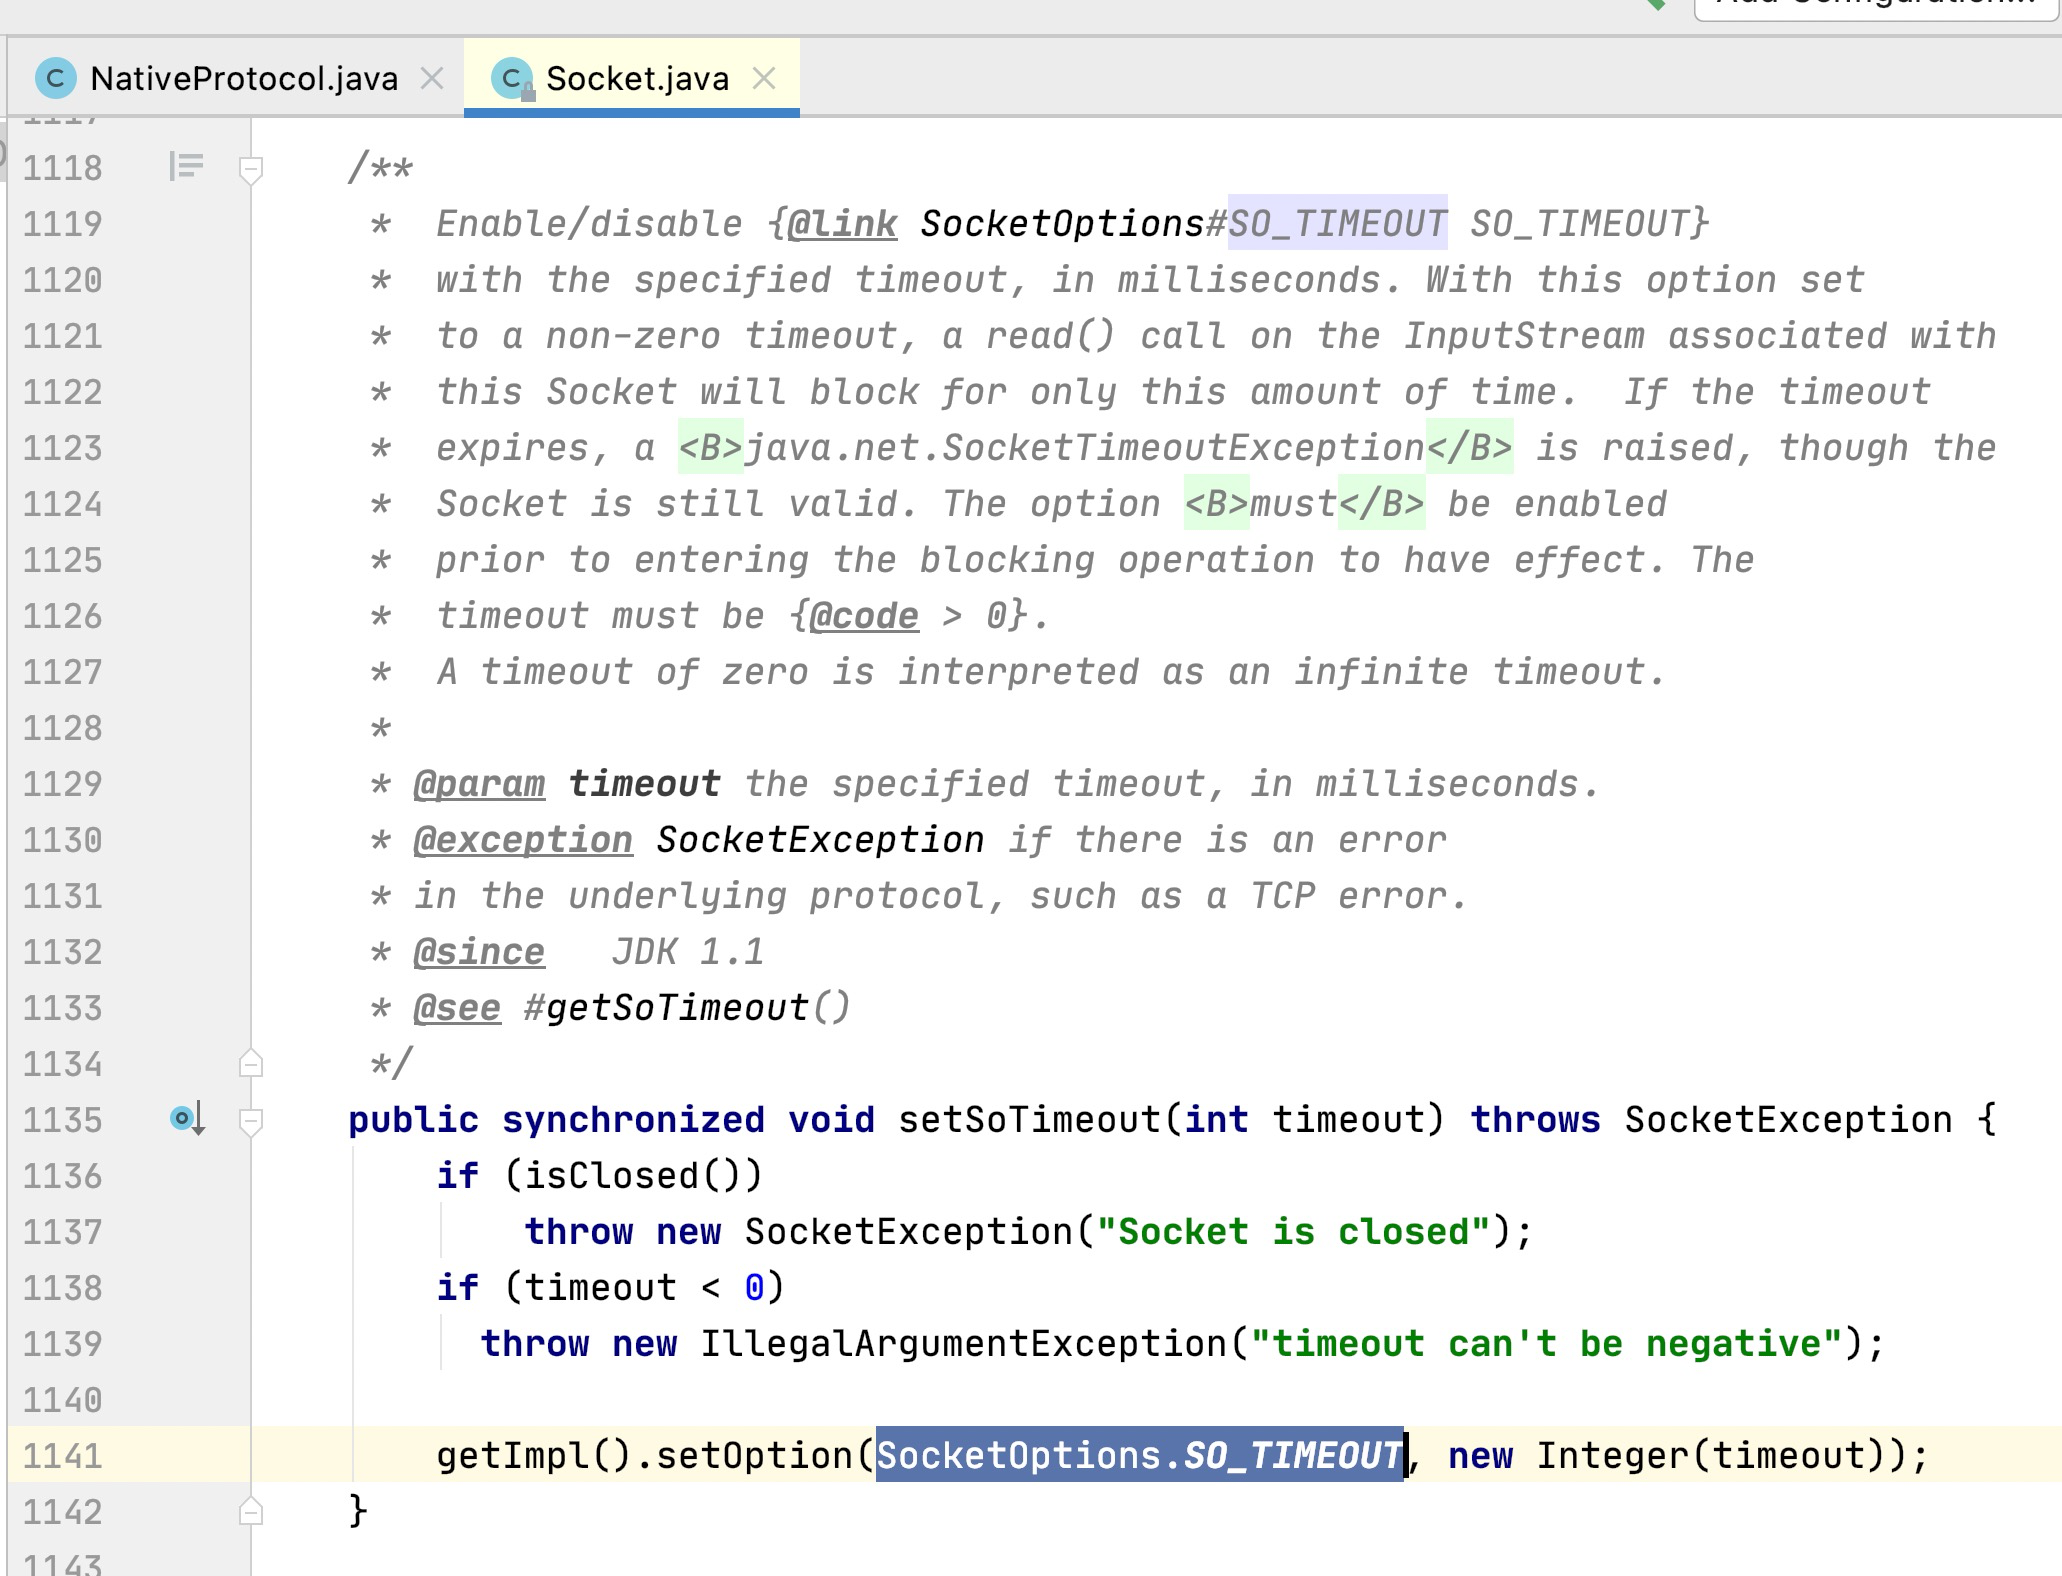 NativeProtocol.java
Socket.java
1118 /**
1119 * Enable/disable {@link SocketOptions#SO_TIMEOUT SO_TIMEOUT}
1120 * with the specified timeout, in milliseconds. With this option set
1121 * to a non-zero timeout, a read() call on the InputStream associated with
1122 * this Socket will block for only this amount of time.  If the timeout
1123 * expires, a <B>java.net.SocketTimeoutException</B> is raised, though the
1124 * Socket is still valid. The option <B>must</B> be enabled
1125 * prior to entering the blocking operation to have effect. The
1126 * timeout must be {@code > 0}.
1127 * A timeout of zero is interpreted as an infinite timeout.
1128 *
1129 * @param timeout the specified timeout, in milliseconds.
1130 * @exception SocketException if there is an error
1131 * in the underlying protocol, such as a TCP error.
1132 * @since   JDK 1.1
1133 * @see #getSoTimeout()
1134 */
1135 public synchronized void setSoTimeout(int timeout) throws SocketException {
1136 if (isClosed())
1137 throw new SocketException("Socket is closed");
1138 if (timeout < 0)
1139 throw new IllegalArgumentException("timeout can't be negative");
1140
1141 getImpl().setOption(SocketOptions.SO_TIMEOUT, new Integer(timeout));
1142 }
1143